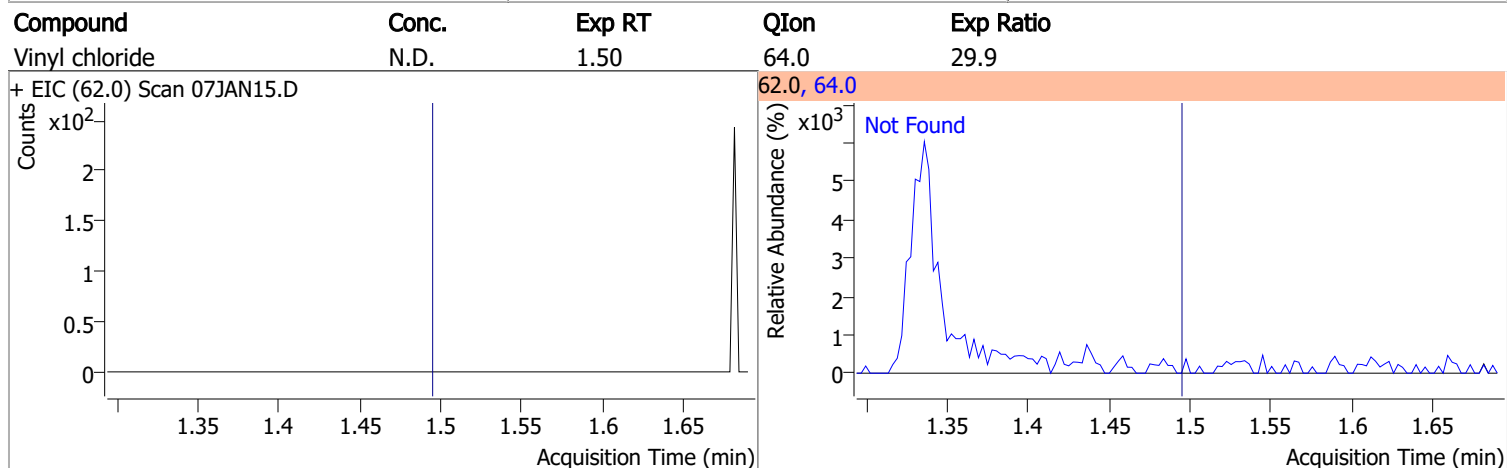 Compound Conc. Exp RT QIon Exp Ratio
Vinyl chloride N.D. 1.50 64.0 29.9
+ EIC (62.0) Scan 07JAN15.D
Counts
x10²
2
1.5
1
0.5
0
1.35 1.4 1.45 1.5 1.55 1.6 1.65
Acquisition Time (min)
62.0, 64.0
Relative Abundance (%)
x10³
Not Found
5
4
3
2
1
0
1.35 1.4 1.45 1.5 1.55 1.6 1.65
Acquisition Time (min)